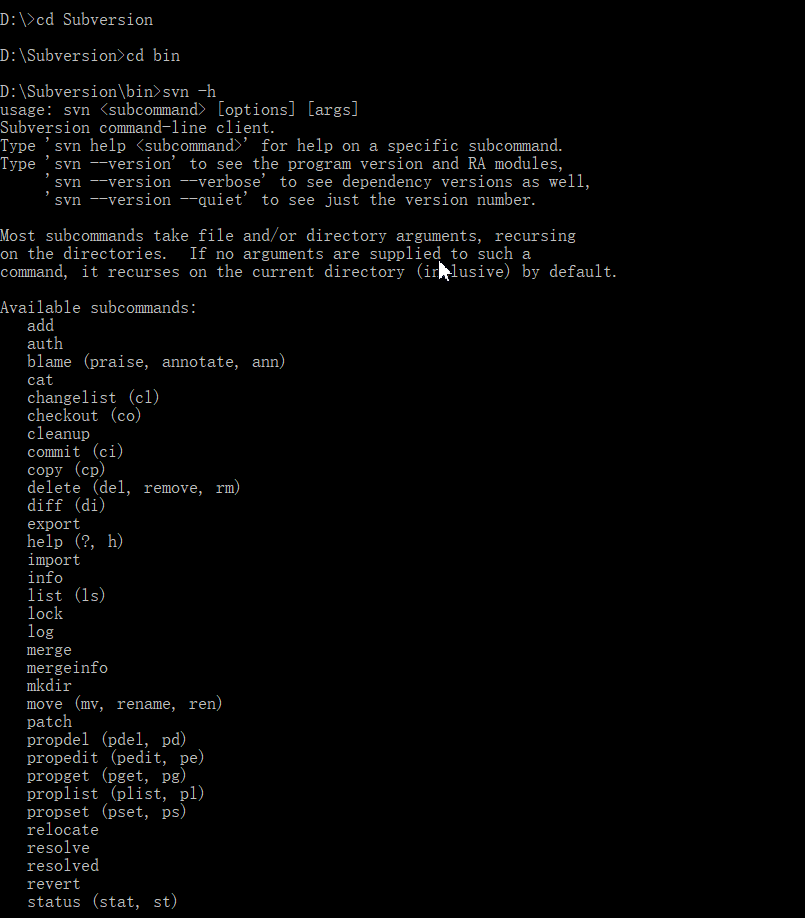 D:\>cd Subversion
D:\Subversion>cd bin
D:\Subversion\bin>svn -h
usage: svn <subcommand> [options] [args]
Subversion command-line client.
Type 'svn help <subcommand>' for help on a specific subcommand.
Type 'svn --version' to see the program version and RA modules,
     'svn --version --verbose' to see dependency versions as well,
     'svn --version --quiet' to see just the version number.
Most subcommands take file and/or directory arguments, recursing
on the directories.  If no arguments are supplied to such a
command, it recurses on the current directory (inclusive) by default.
Available subcommands:
   add
   auth
   blame (praise, annotate, ann)
   cat
   changelist (cl)
   checkout (co)
   cleanup
   commit (ci)
   copy (cp)
   delete (del, remove, rm)
   diff (di)
   export
   help (?, h)
   import
   info
   list (ls)
   lock
   log
   merge
   mergeinfo
   mkdir
   move (mv, rename, ren)
   patch
   propdel (pdel, pd)
   propedit (pedit, pe)
   propget (pget, pg)
   proplist (plist, pl)
   propset (pset, ps)
   relocate
   resolve
   resolved
   revert
   status (stat, st)